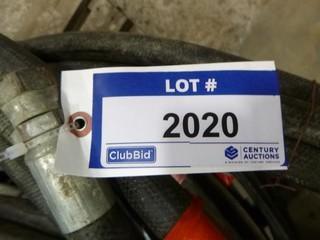 LOT #
2020
ClubBid
CENTURY
AUCTIONS